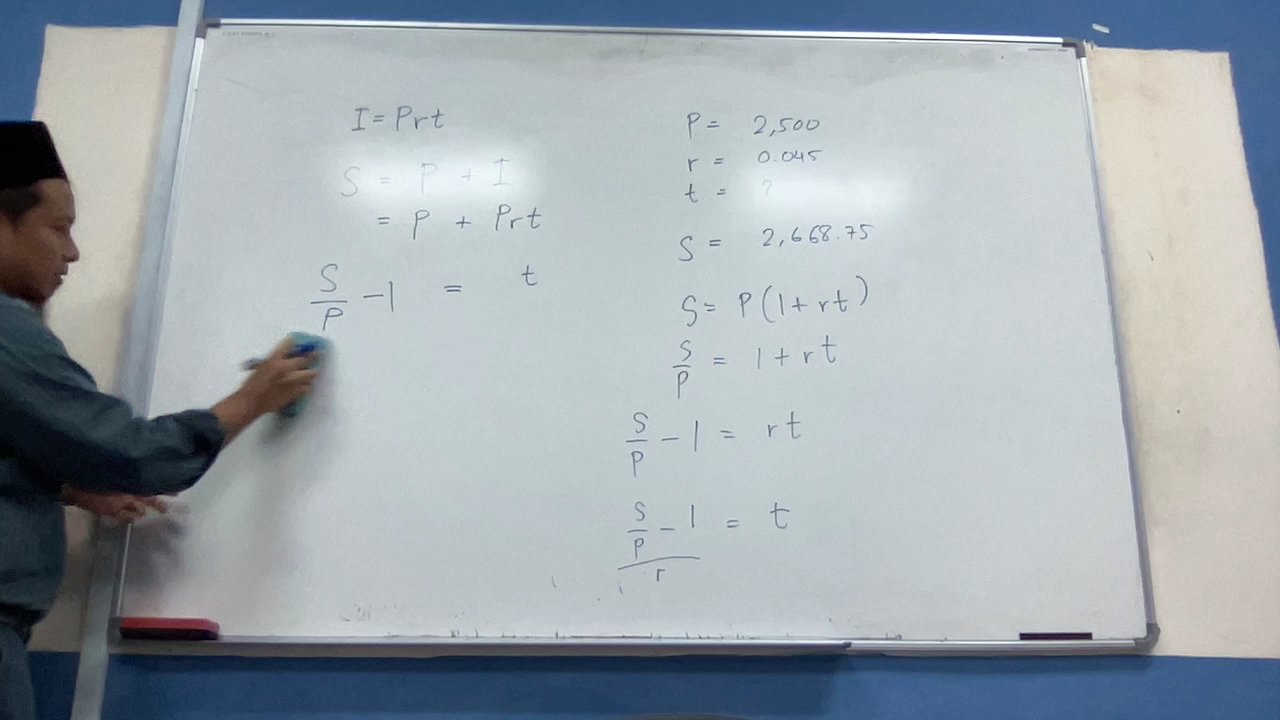 I = Prt
S = P + I
= P + Prt
S/P - 1 = t
P = 2,500
r = 0.045
t = ?
S = 2,668.75
S = P(1 + rt)
S/P = 1 + rt
S/P - 1 = rt
(S/P - 1)/r = t